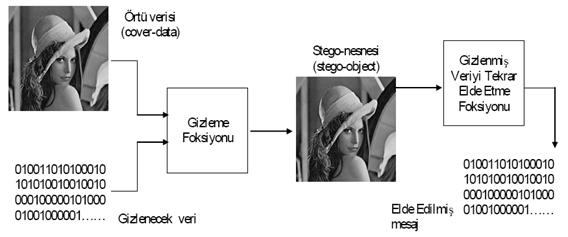 Örtü verisi
(cover-data)
Stego-nesnesi
(stego-object)
Gizlenmiş
Veriyi Tekrar
Elde Etme
Foksiyonu
Gizleme
Foksiyonu
010011010100010
101010010010010
000100000101000
01001000001……
Gizlenecek veri
010011010100010
101010010010010
000100000101000
01001000001……
Elde Edilmiş
mesaj